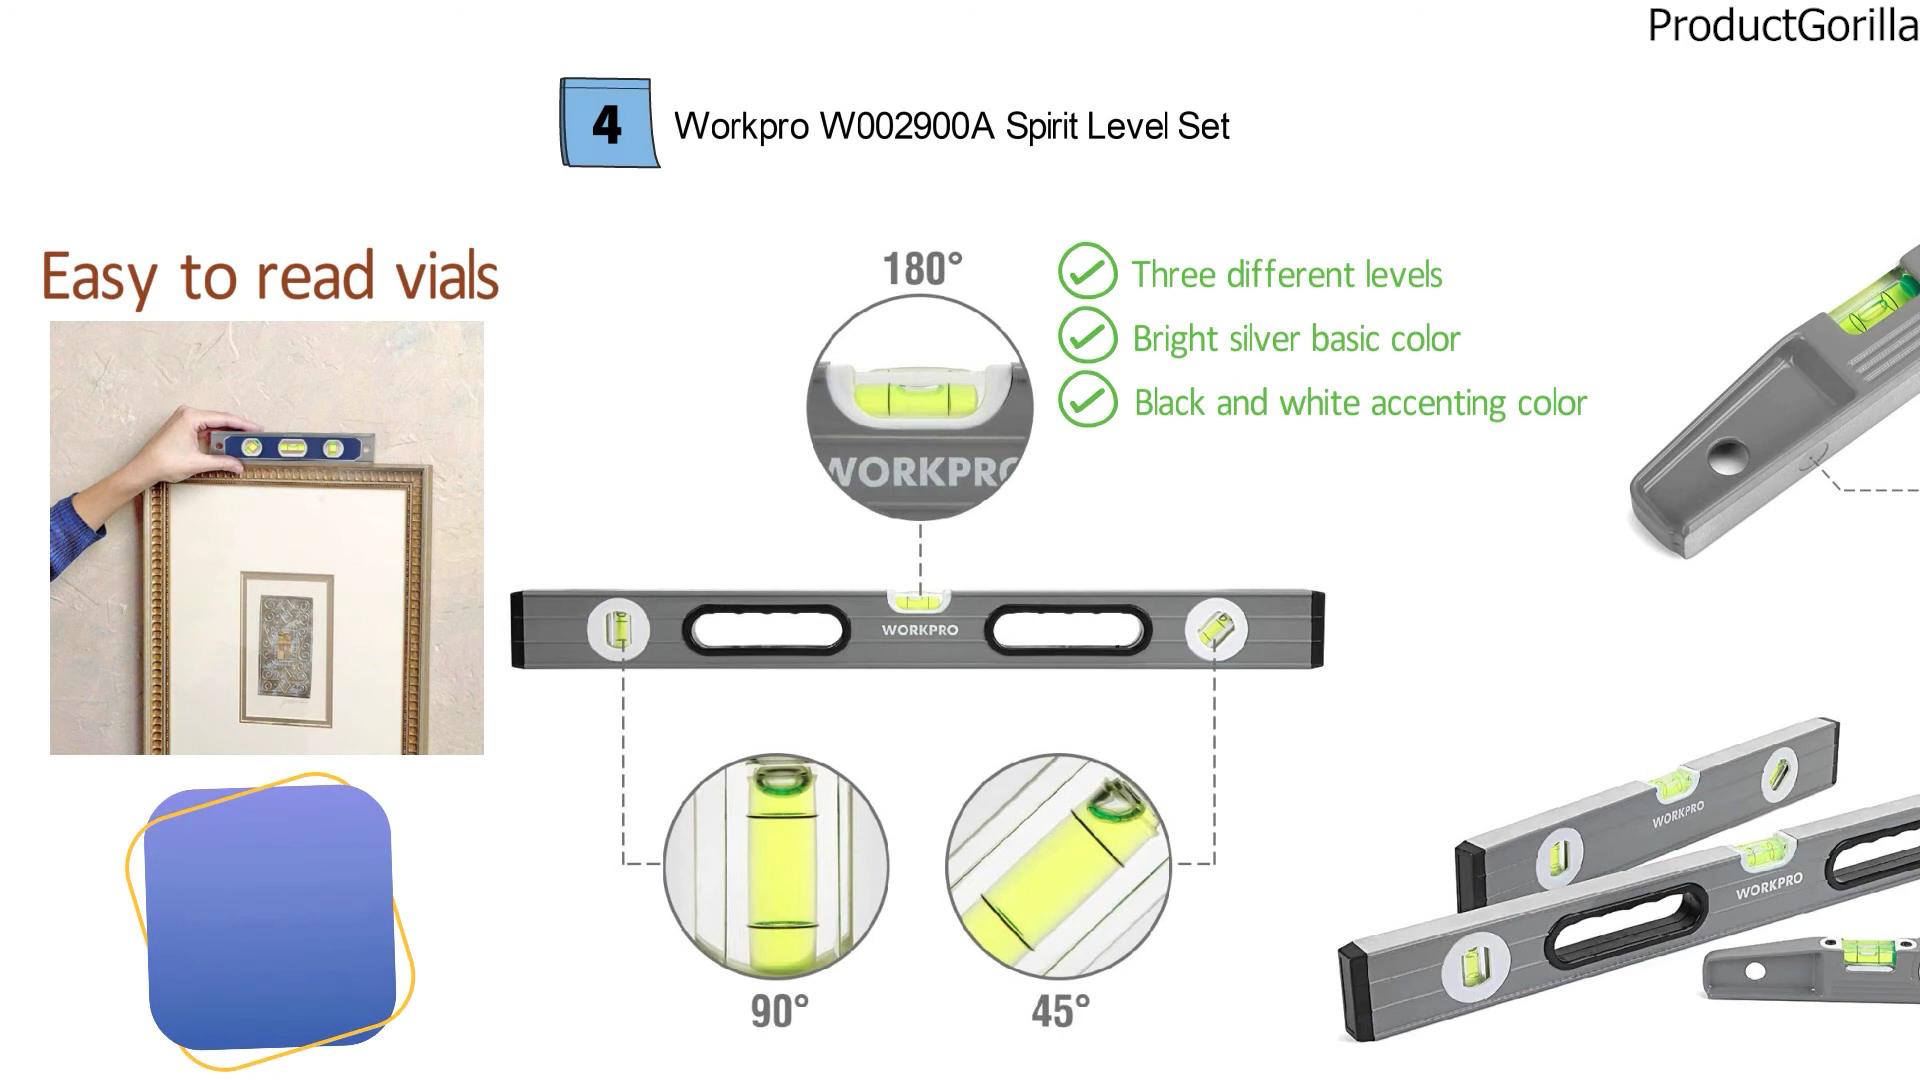 ProductGorilla
4
Workpro W002900A Spirit Level Set
Easy to read vials
180°
Three different levels
Bright silver basic color
Black and white accenting color
WORKPRO
WORKPRO
90°
45°
WORKPRO
WORKPRO